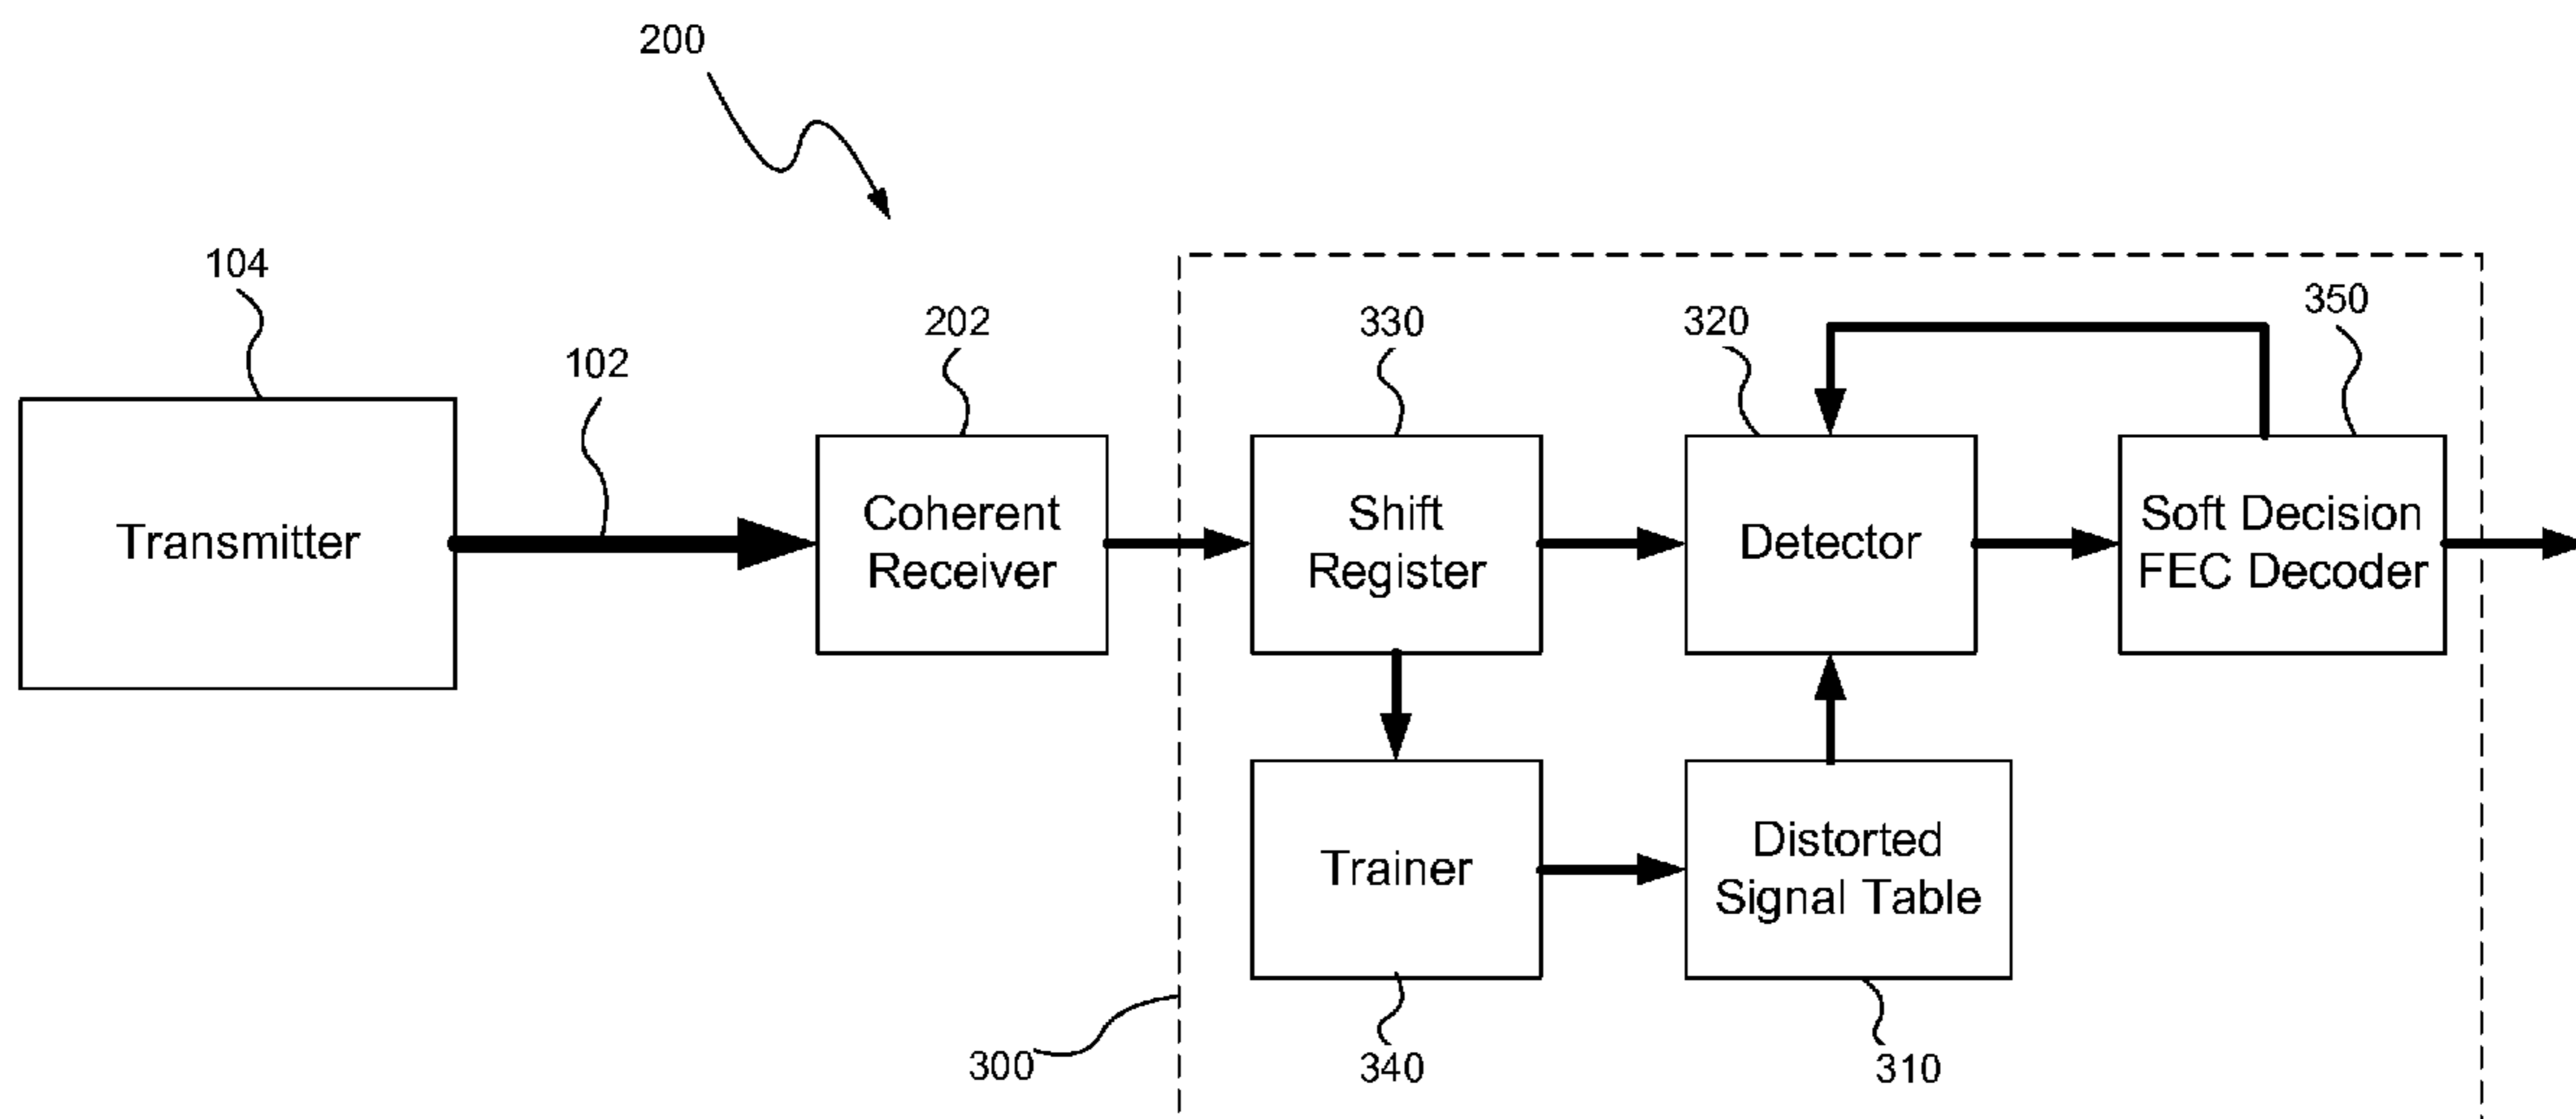 200
104
102
202
330
320
350
Transmitter
Coherent
Receiver
Shift
Register
Detector
Soft Decision
FEC Decoder
Trainer
Distorted
Signal Table
300
340
310